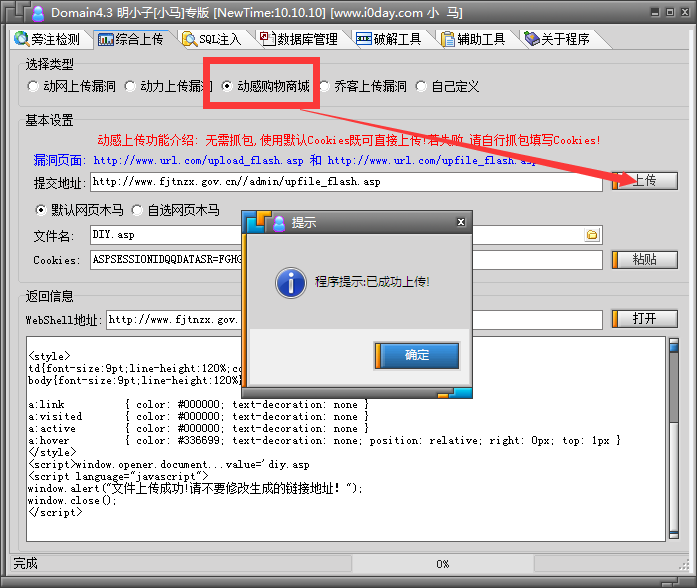 Domain4.3 明小子[小马]专版 [NewTime:10.10.10] [www.i0day.com 小 马]
旁注检测 综合上传 SQL注入 数据库管理 破解工具 辅助工具 关于程序
选择类型
动网上传漏洞 动力上传漏洞 动感购物商城 乔客上传漏洞 自己定义
基本设置
动感上传功能介绍: 无需抓包,使用默认Cookies既可直接上传!若失败,请自行抓包填写Cookies!
漏洞页面: http://www.url.com/upload_flash.asp 和 http://www.url.com/upfile_flash.asp
提交地址: http://www.fjtnzx.gov.cn//admin/upfile_flash.asp 上传
默认网页木马 自选网页木马
提示
文件名: DIY.asp
Cookies: ASPSESSIONIDQQDATASR=FGHG 粘贴
程序提示:已成功上传!
返回信息
WebShell地址: http://www.fjtnzx.gov. 打开
确定
<style>
td{font-size:9pt;line-height:120%;co
body{font-size:9pt;line-height:120%}
a:link { color: #000000; text-decoration: none }
a:visited { color: #000000; text-decoration: none }
a:active { color: #000000; text-decoration: none }
a:hover { color: #336699; text-decoration: none; position: relative; right: 0px; top: 1px }
</style>
<script>window.opener.document...value='diy.asp
<script language="javascript">
window.alert("文件上传成功!请不要修改生成的链接地址! ");
window.close();
</script>
完成 0%